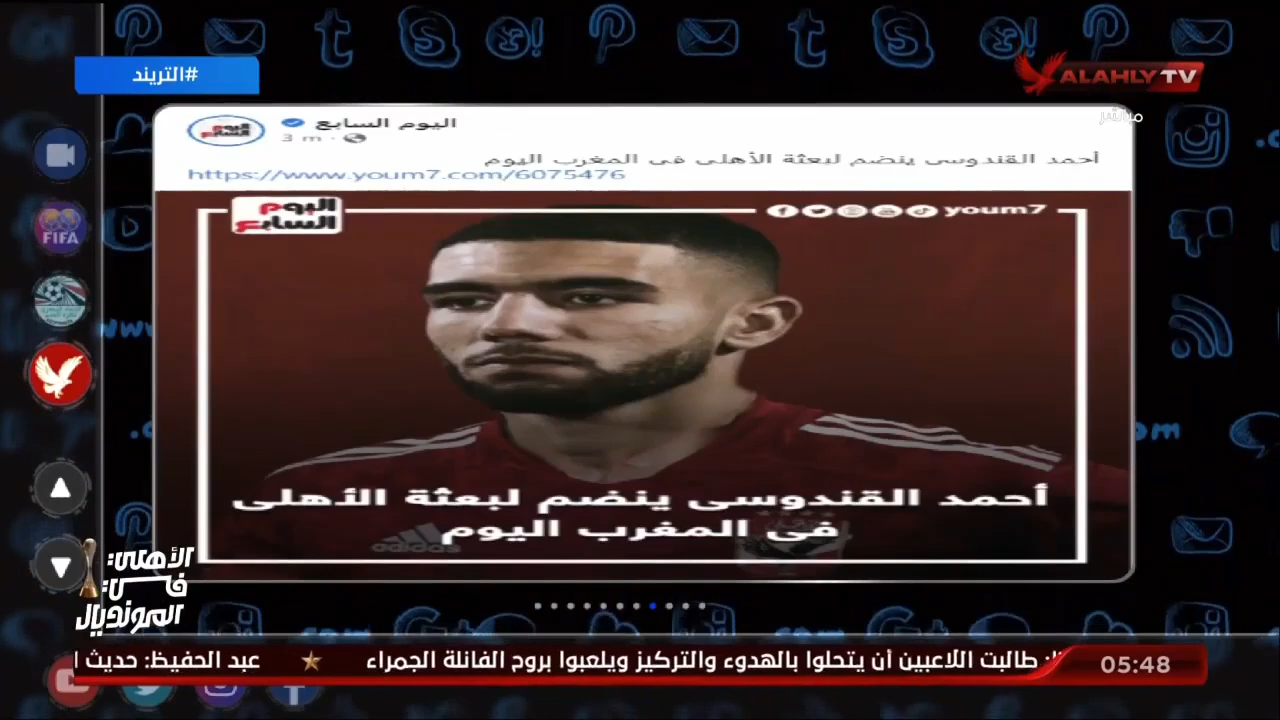 #التريند
ALAHLY TV
مباشر
اليوم السابع
3 m
أحمد القندوسى ينضم لبعثة الأهلى فى المغرب اليوم
https://www.youm7.com/6075476
اليوم السابع
youm7
FIFA
أحمد القندوسى ينضم لبعثة الأهلى
فى المغرب اليوم
adidas
الأهلي
في
المونديال
طالبت اللاعبين أن يتحلوا بالهدوء والتركيز ويلعبوا بروح الفانلة الحمراء ★ عبد الحفيظ: حديث
05:48